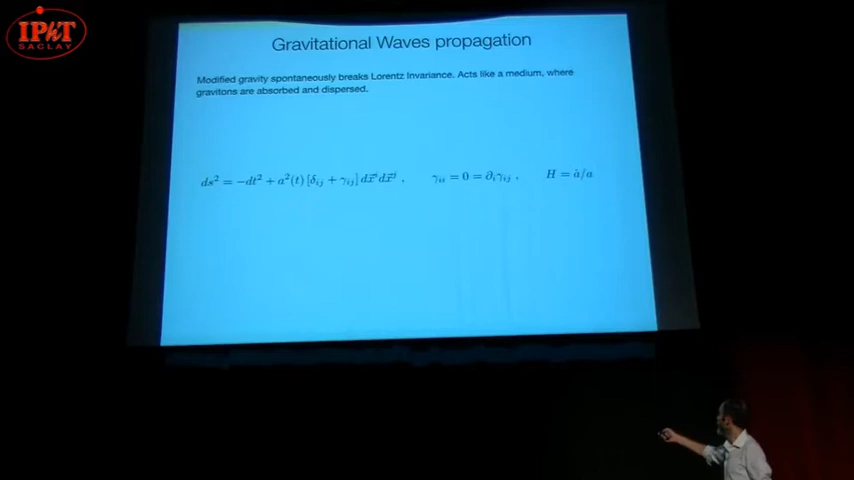 IPhT
SACLAY
Gravitational Waves propagation
Modified gravity spontaneously breaks Lorentz Invariance. Acts like a medium, where
gravitons are absorbed and dispersed.
ds² = −dt² + a²(t) [δᵢⱼ + γᵢⱼ] dx⃗ⁱdx⃗ʲ , γᵢᵢ = 0 = ∂ᵢγᵢⱼ . H = ȧ/a